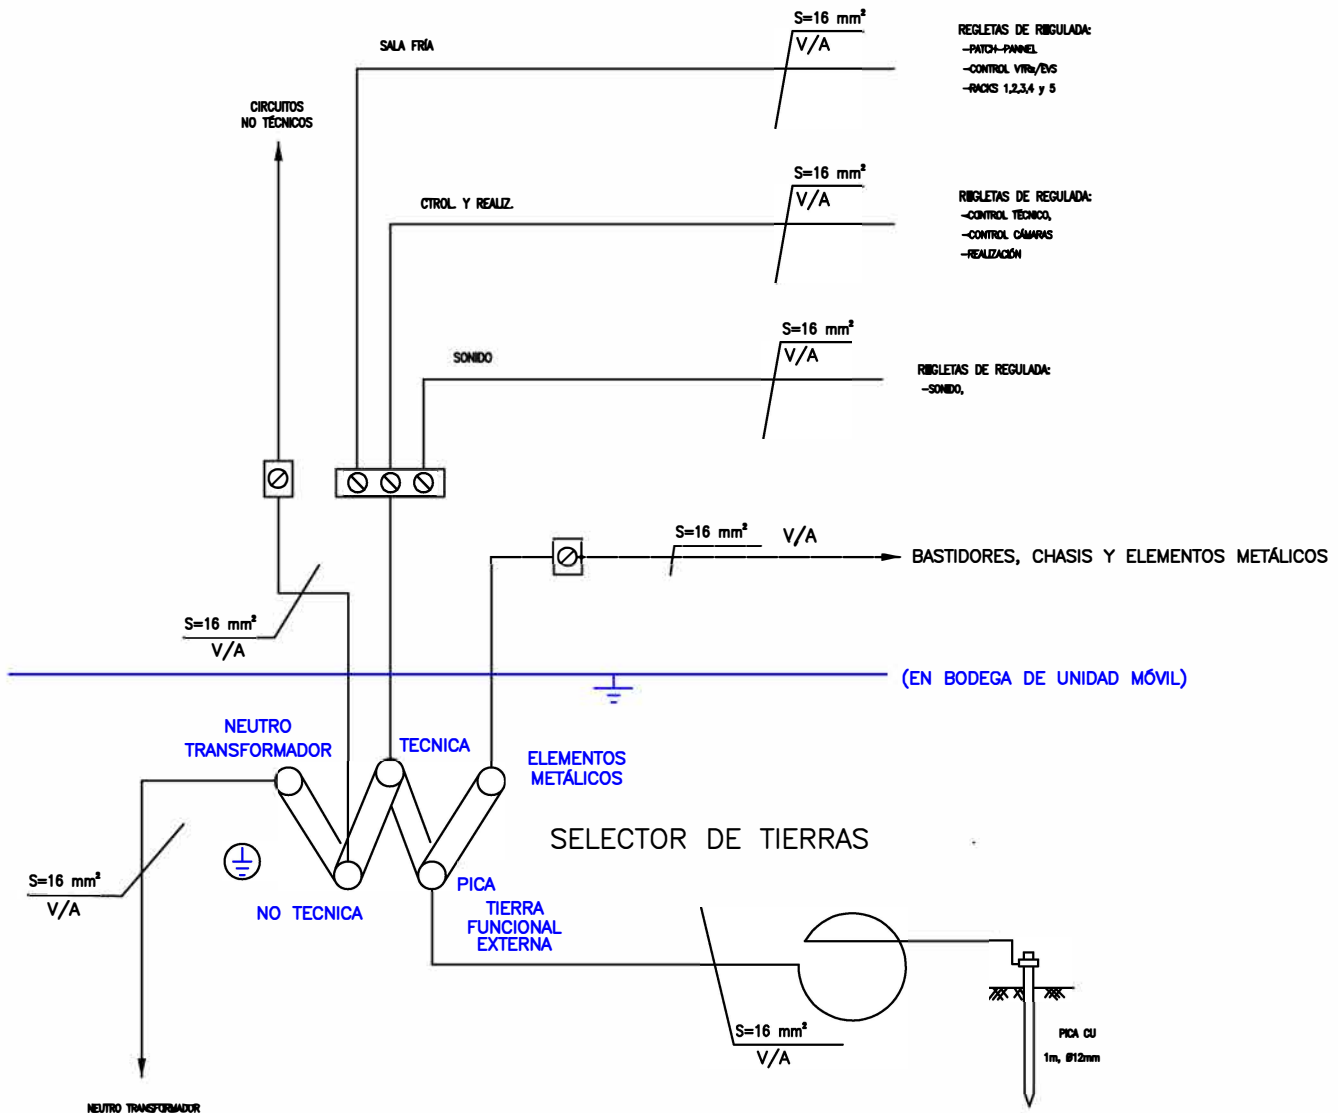 S=16 mm²
V/A
SALA FRÍA
REGLETAS DE REGULADA:
-PATCH-PANNEL
-CONTROL VTRs/EVS
-RACKS 1,2,3,4 y 5
CIRCUITOS
NO TÉCNICOS
S=16 mm²
V/A
CTROL. Y REALIZ.
REGLETAS DE REGULADA:
-CONTROL TÉCNICO,
-CONTROL CÁMARAS
-REALIZACIÓN
S=16 mm²
V/A
SONIDO
REGLETAS DE REGULADA:
-SONIDO,
S=16 mm²
V/A
BASTIDORES, CHASIS Y ELEMENTOS METÁLICOS
S=16 mm²
V/A
(EN BODEGA DE UNIDAD MÓVIL)
NEUTRO
TRANSFORMADOR
TECNICA
ELEMENTOS
METÁLICOS
SELECTOR DE TIERRAS
S=16 mm²
V/A
NO TECNICA
PICA
TIERRA
FUNCIONAL
EXTERNA
S=16 mm²
V/A
PICA CU
1m, Ø12mm
NEUTRO TRANSFORMADOR